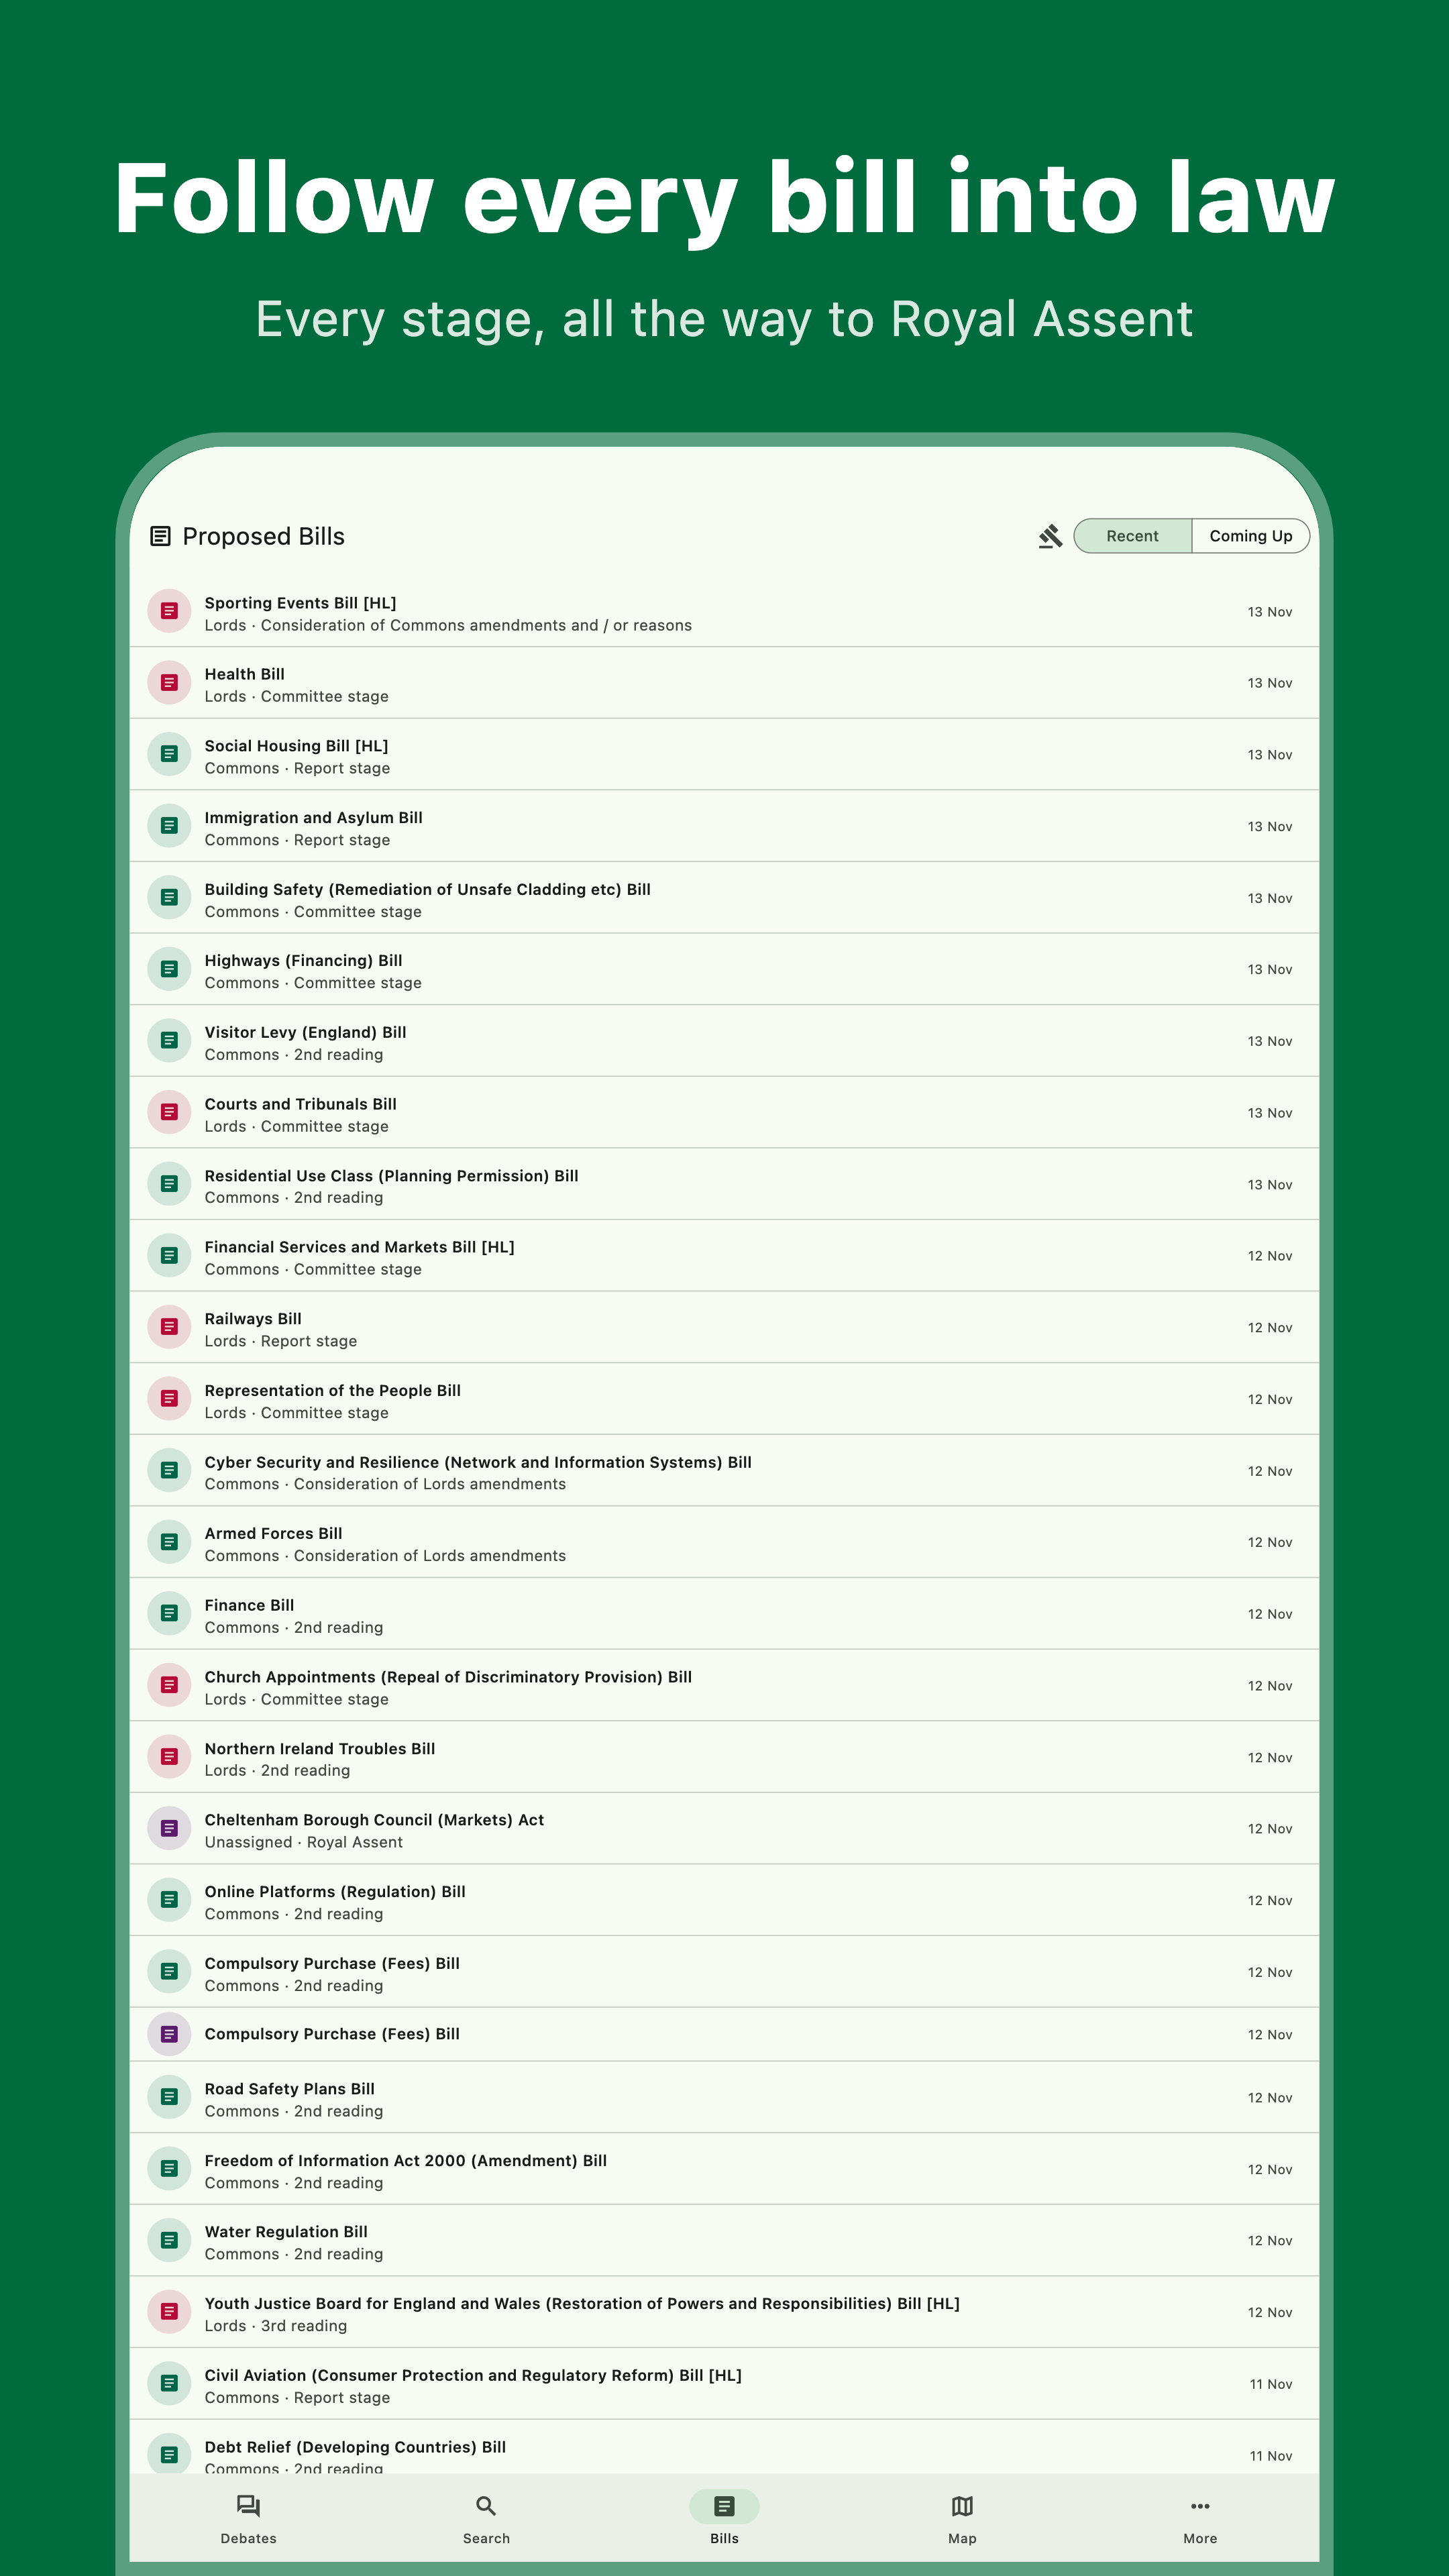 Follow every bill into law
Every stage, all the way to Royal Assent
Proposed Bills
Recent
Coming Up
Sporting Events Bill [HL]
Lords · Consideration of Commons amendments and / or reasons
13 Nov
Health Bill
Lords · Committee stage
13 Nov
Social Housing Bill [HL]
Commons · Report stage
13 Nov
Immigration and Asylum Bill
Commons · Report stage
13 Nov
Building Safety (Remediation of Unsafe Cladding etc) Bill
Commons · Committee stage
13 Nov
Highways (Financing) Bill
Commons · Committee stage
13 Nov
Visitor Levy (England) Bill
Commons · 2nd reading
13 Nov
Courts and Tribunals Bill
Lords · Committee stage
13 Nov
Residential Use Class (Planning Permission) Bill
Commons · 2nd reading
13 Nov
Financial Services and Markets Bill [HL]
Commons · Committee stage
12 Nov
Railways Bill
Lords · Report stage
12 Nov
Representation of the People Bill
Lords · Committee stage
12 Nov
Cyber Security and Resilience (Network and Information Systems) Bill
Commons · Consideration of Lords amendments
12 Nov
Armed Forces Bill
Commons · Consideration of Lords amendments
12 Nov
Finance Bill
Commons · 2nd reading
12 Nov
Church Appointments (Repeal of Discriminatory Provision) Bill
Lords · Committee stage
12 Nov
Northern Ireland Troubles Bill
Lords · 2nd reading
12 Nov
Cheltenham Borough Council (Markets) Act
Unassigned · Royal Assent
12 Nov
Online Platforms (Regulation) Bill
Commons · 2nd reading
12 Nov
Compulsory Purchase (Fees) Bill
Commons · 2nd reading
12 Nov
Compulsory Purchase (Fees) Bill
12 Nov
Road Safety Plans Bill
Commons · 2nd reading
12 Nov
Freedom of Information Act 2000 (Amendment) Bill
Commons · 2nd reading
12 Nov
Water Regulation Bill
Commons · 2nd reading
12 Nov
Youth Justice Board for England and Wales (Restoration of Powers and Responsibilities) Bill [HL]
Lords · 3rd reading
12 Nov
Civil Aviation (Consumer Protection and Regulatory Reform) Bill [HL]
Commons · Report stage
11 Nov
Debt Relief (Developing Countries) Bill
Commons · 2nd reading
11 Nov
Debates
Search
Bills
Map
More